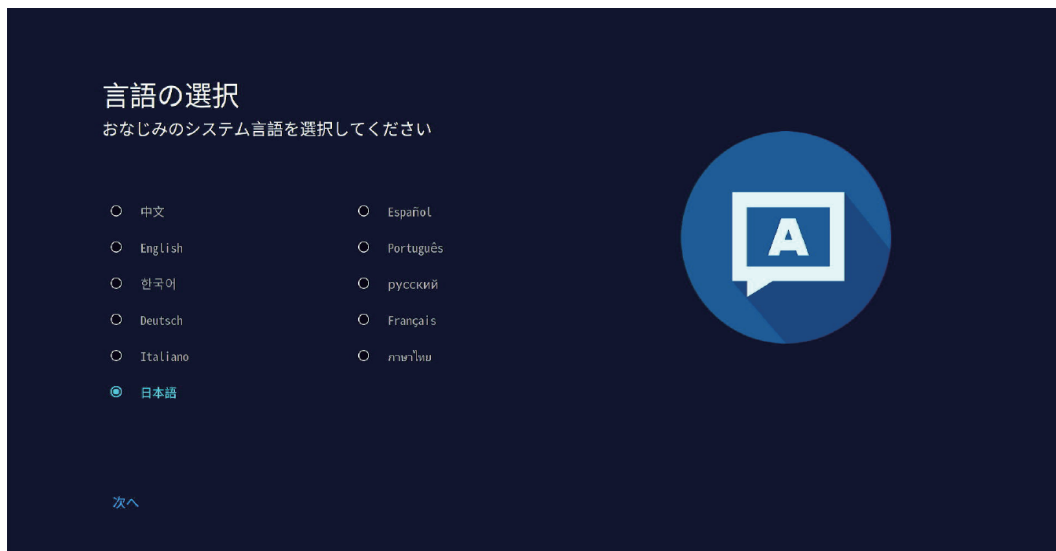 言語の選択
おなじみのシステム言語を選択してください
中文
English
한국어
Deutsch
Italiano
日本語
Español
Português
русский
Français
ภาษาไทย
A
次へ